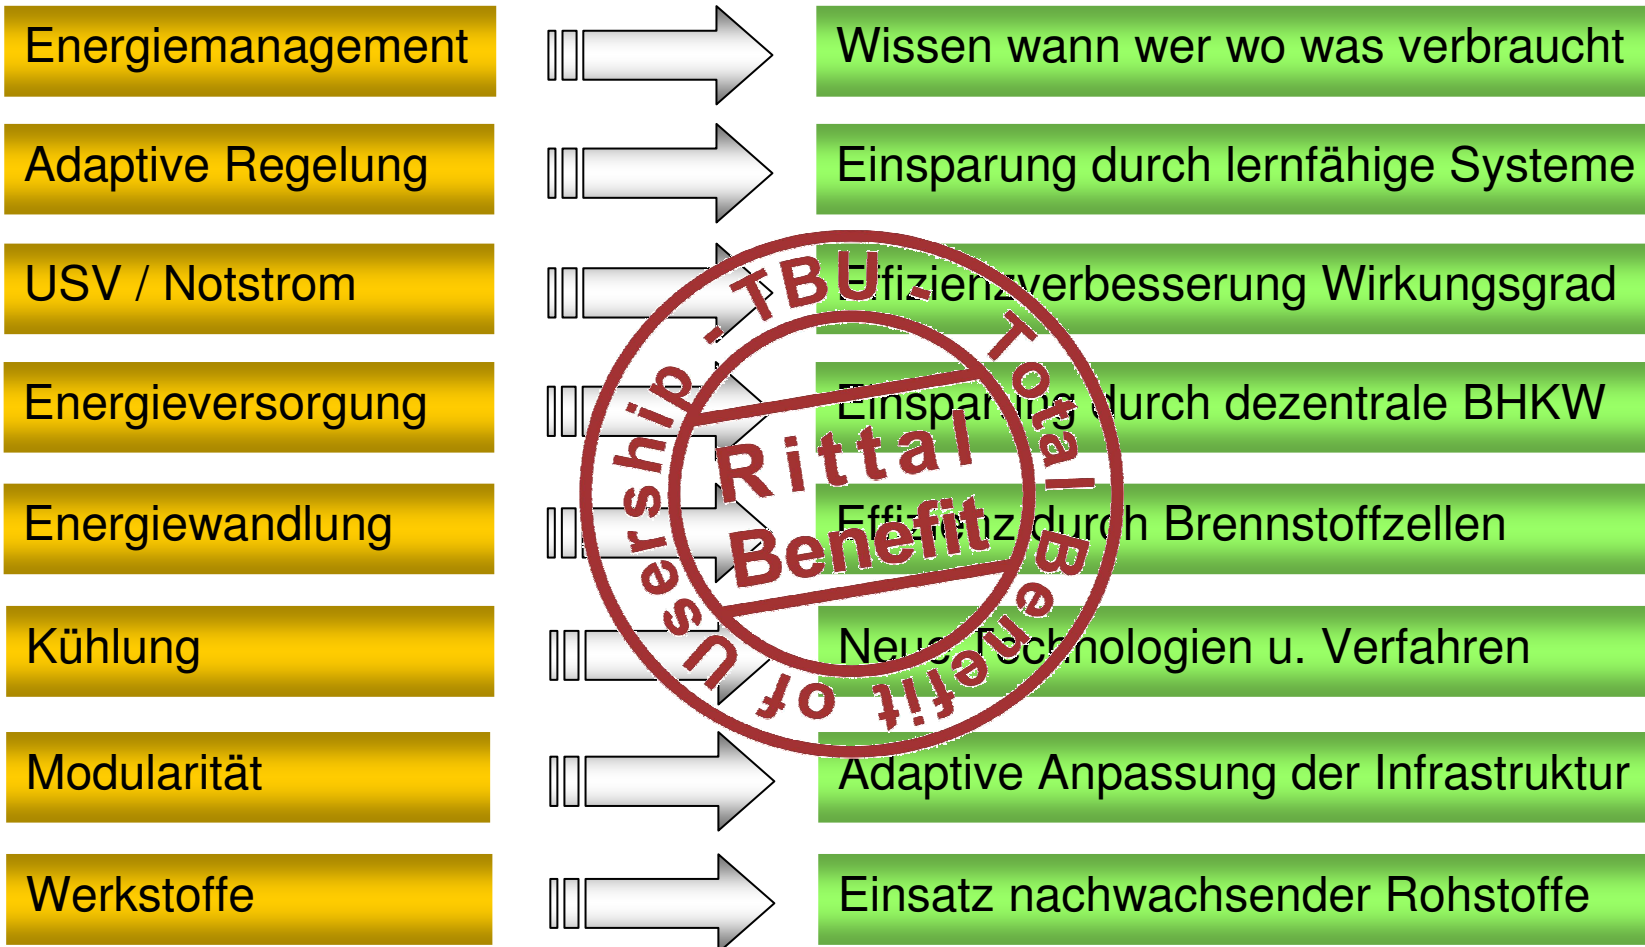 Energiemanagement
Wissen wann wer wo was verbraucht
Adaptive Regelung
Einsparung durch lernfähige Systeme
USV / Notstrom
Effizienzverbesserung Wirkungsgrad
Energieversorgung
Einsparung durch dezentrale BHKW
Energiewandlung
Effizienz durch Brennstoffzellen
Kühlung
Neue Technologien u. Verfahren
Modularität
Adaptive Anpassung der Infrastruktur
Werkstoffe
Einsatz nachwachsender Rohstoffe
- TBU - Total Benefit of Usership
Rittal
Benefit